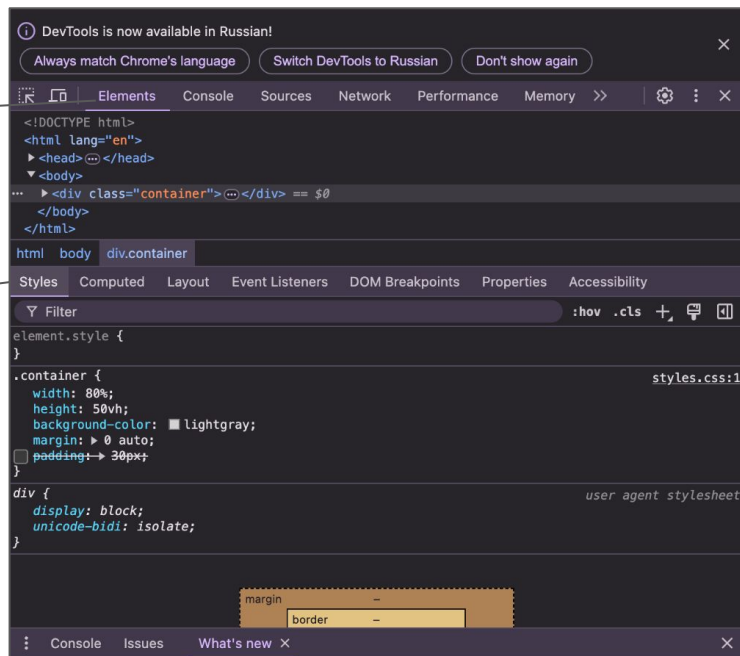 DevTools is now available in Russian!
Always match Chrome's language Switch DevTools to Russian Don't show again
Elements Console Sources Network Performance Memory
<!DOCTYPE html>
<html lang="en">
<head> … </head>
<body>
… <div class="container"> … </div> == $0
</body>
</html>
html body div.container
Styles Computed Layout Event Listeners DOM Breakpoints Properties Accessibility
Filter :hov .cls
element.style {
}
.container { styles.css:1
width: 80%;
height: 50vh;
background-color: lightgray;
margin: 0 auto;
padding: 30px;
}
div { user agent stylesheet
display: block;
unicode-bidi: isolate;
}
margin –
border –
Console Issues What's new